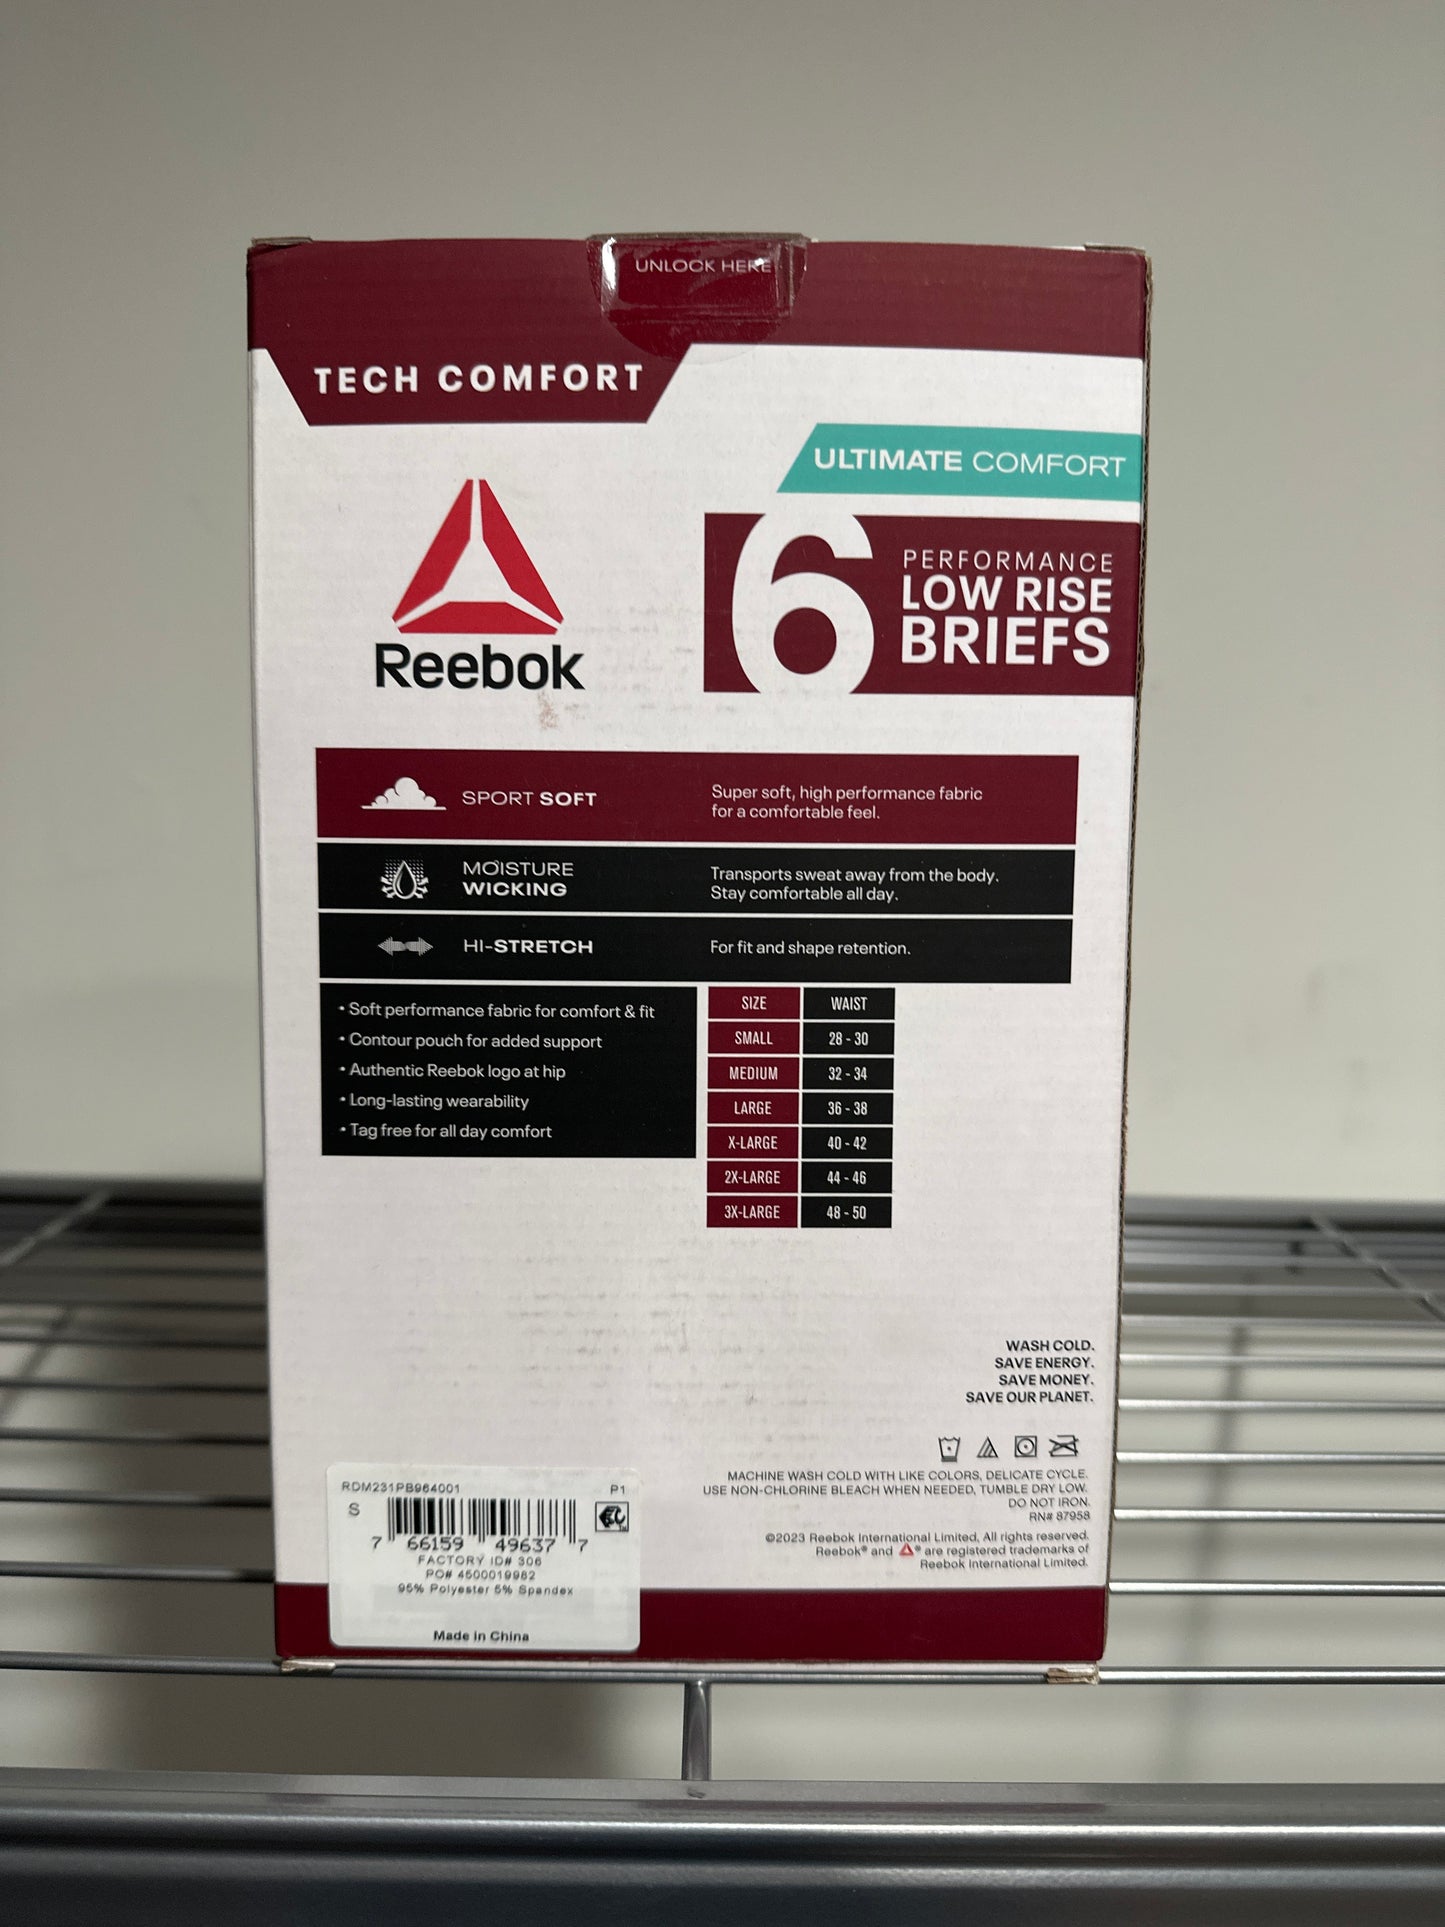 UNLOCK HERE
TECH COMFORT
ULTIMATE COMFORT
Reebok
6
PERFORMANCE
LOW RISE
BRIEFS
SPORT SOFT
Super soft, high performance fabric
for a comfortable feel.
MOISTURE
WICKING
Transports sweat away from the body.
Stay comfortable all day.
HI-STRETCH
For fit and shape retention.
• Soft performance fabric for comfort & fit
• Contour pouch for added support
• Authentic Reebok logo at hip
• Long-lasting wearability
• Tag free for all day comfort
SIZE WAIST
SMALL 28 - 30
MEDIUM 32 - 34
LARGE 36 - 38
X-LARGE 40 - 42
2X-LARGE 44 - 46
3X-LARGE 48 - 50
WASH COLD.
SAVE ENERGY.
SAVE MONEY.
SAVE OUR PLANET.
MACHINE WASH COLD WITH LIKE COLORS, DELICATE CYCLE.
USE NON-CHLORINE BLEACH WHEN NEEDED, TUMBLE DRY LOW.
DO NOT IRON.
RN# 87958
©2023 Reebok International Limited, All rights reserved.
Reebok® and ® are registered trademarks of
Reebok International Limited.
RDM231PB964001 P1
S
7 66159 49637 7
FACTORY ID# 306
PO# 4500019982
95% Polyester 5% Spandex
Made in China